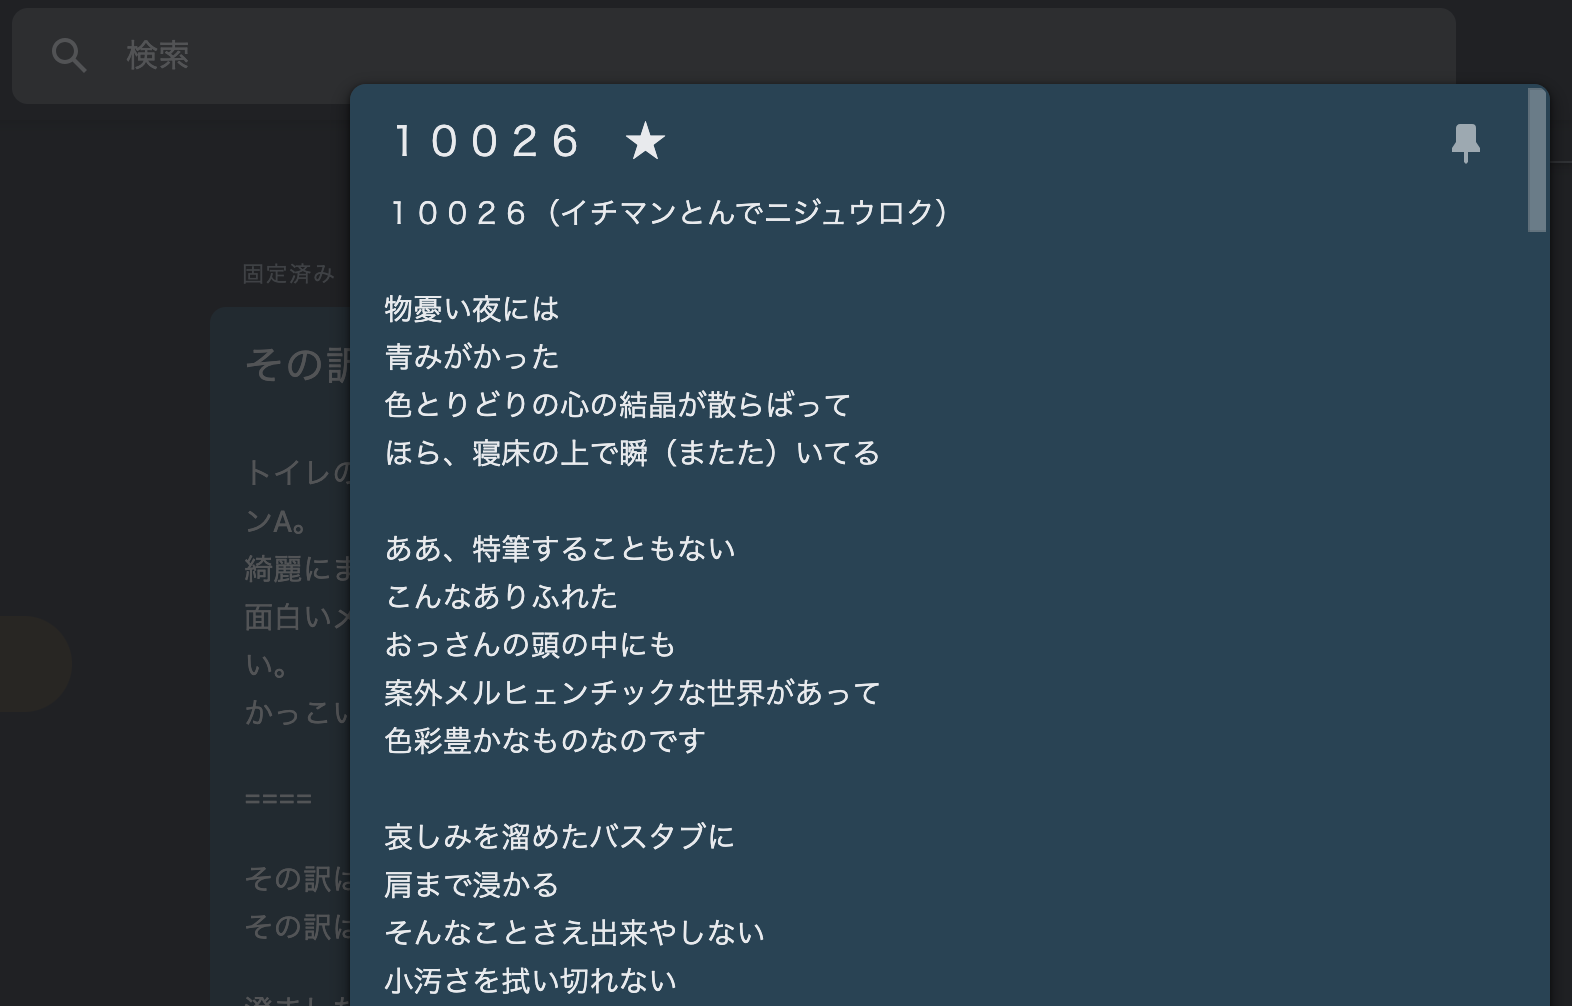 検索
１００２６　★
１００２６（イチマンとんでニジュウロク）
物憂い夜には
青みがかった
色とりどりの心の結晶が散らばって
ほら、寝床の上で瞬（またた）いてる
ああ、特筆することもない
こんなありふれた
おっさんの頭の中にも
案外メルヒェンチックな世界があって
色彩豊かなものなのです
哀しみを溜めたバスタブに
肩まで浸かる
そんなことさえ出来やしない
小汚さを拭い切れない
固定済み
その訳
トイレの
ンA。
綺麗にま
面白いメ
い。
かっこい
====
その訳は
その訳は